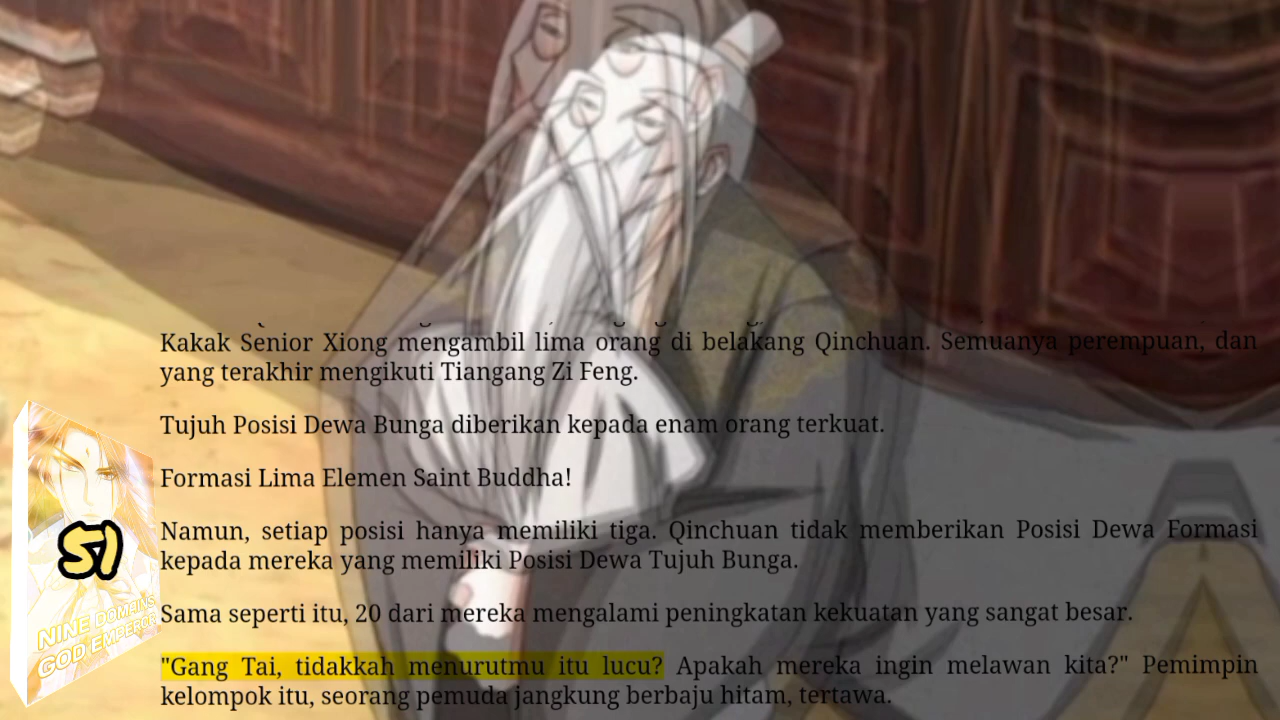 Kakak Senior Xiong mengambil lima orang di belakang Qinchuan. Semuanya perempuan, dan
yang terakhir mengikuti Tiangang Zi Feng.
Tujuh Posisi Dewa Bunga diberikan kepada enam orang terkuat.
Formasi Lima Elemen Saint Buddha!
Namun, setiap posisi hanya memiliki tiga. Qinchuan tidak memberikan Posisi Dewa Formasi
kepada mereka yang memiliki Posisi Dewa Tujuh Bunga.
Sama seperti itu, 20 dari mereka mengalami peningkatan kekuatan yang sangat besar.
"Gang Tai, tidakkah menurutmu itu lucu? Apakah mereka ingin melawan kita?" Pemimpin
kelompok itu, seorang pemuda jangkung berbaju hitam, tertawa.
NINE DOMAINS
GOD EMPEROR